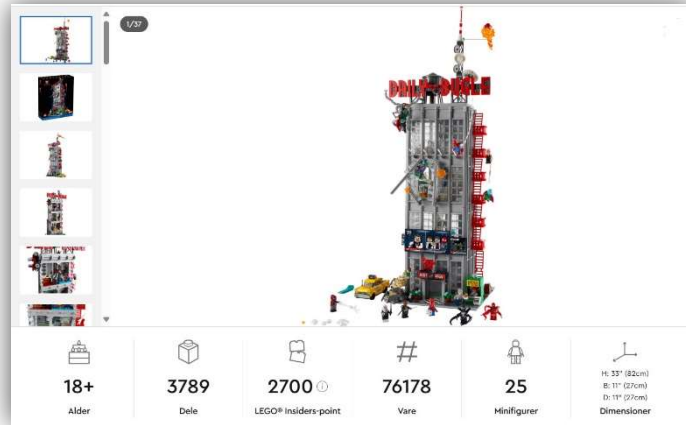 1/37
DAILY BUGLE
18+
Alder
3789
Dele
2700
LEGO® Insiders-point
76178
Vare
25
Minifigurer
H: 33" (82cm)
B: 11" (27cm)
D: 11" (27cm)
Dimensioner